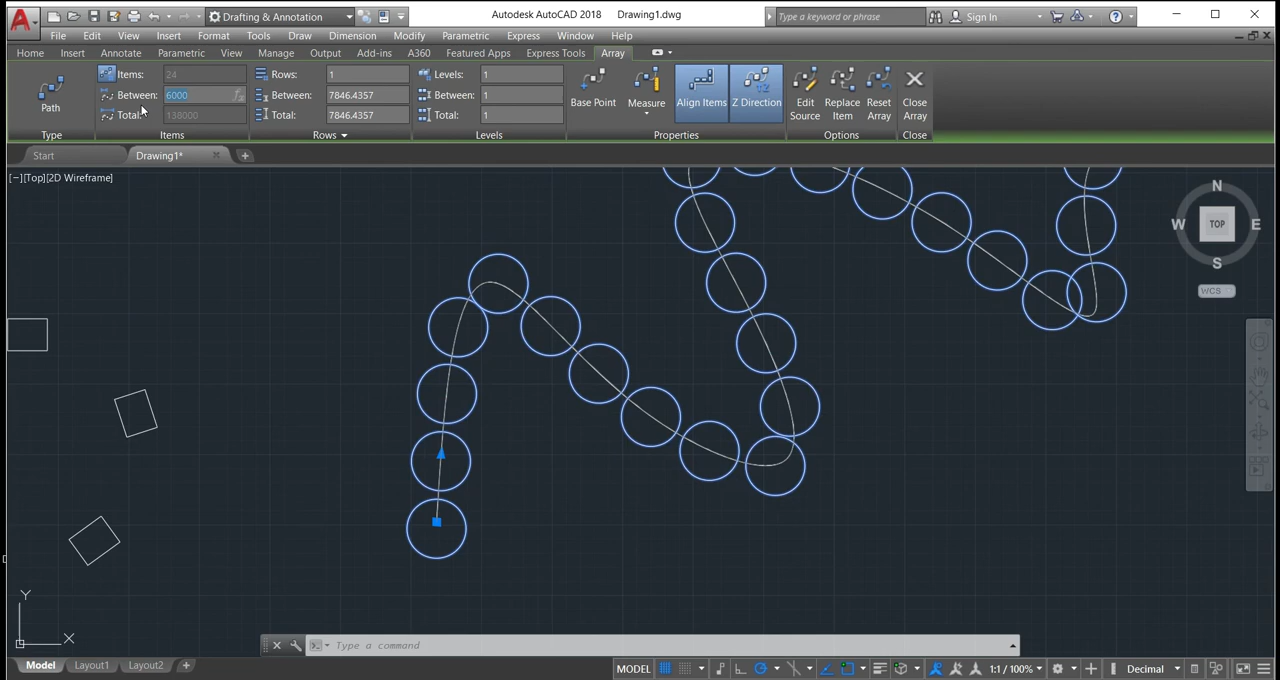 Drafting & Annotation
Autodesk AutoCAD 2018 Drawing1.dwg
Type a keyword or phrase
Sign In
File Edit View Insert Format Tools Draw Dimension Modify Parametric Express Window Help
Home Insert Annotate Parametric View Manage Output Add-ins A360 Featured Apps Express Tools Array
Items: 24 Rows: 1 Levels: 1
Between: 6000 Between: 7846.4357 Between: 1
Total: 138000 Total: 7846.4357 Total: 1
Path Base Point Measure Align Items Z Direction Edit Source Replace Item Reset Array Close Array
Type Items Rows Levels Properties Options Close
Start Drawing1*
[−][Top][2D Wireframe]
N
W TOP E
S
WCS
Y
X
Type a command
Model Layout1 Layout2
MODEL 1:1 / 100% Decimal